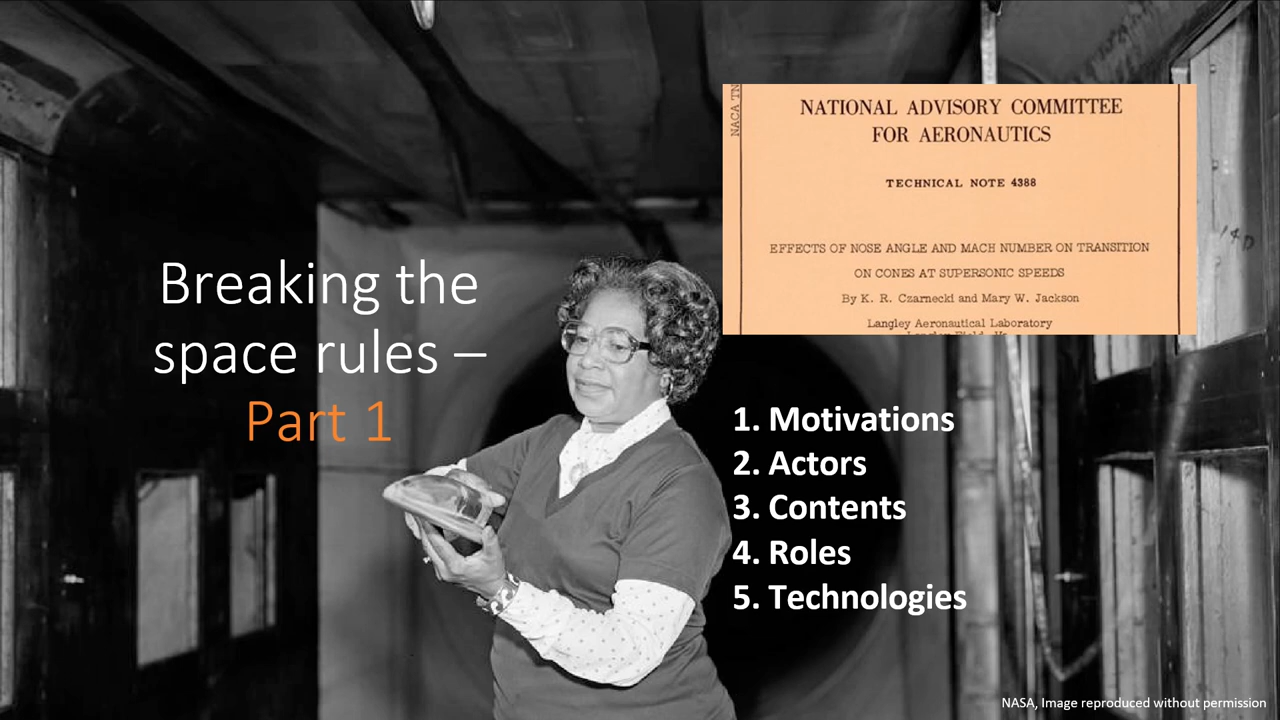 Breaking the
space rules –
Part 1
NACA TN
NATIONAL ADVISORY COMMITTEE
FOR AERONAUTICS
TECHNICAL NOTE 4388
EFFECTS OF NOSE ANGLE AND MACH NUMBER ON TRANSITION
ON CONES AT SUPERSONIC SPEEDS
By K. R. Czarnecki and Mary W. Jackson
Langley Aeronautical Laboratory
1. Motivations
2. Actors
3. Contents
4. Roles
5. Technologies
NASA, Image reproduced without permission